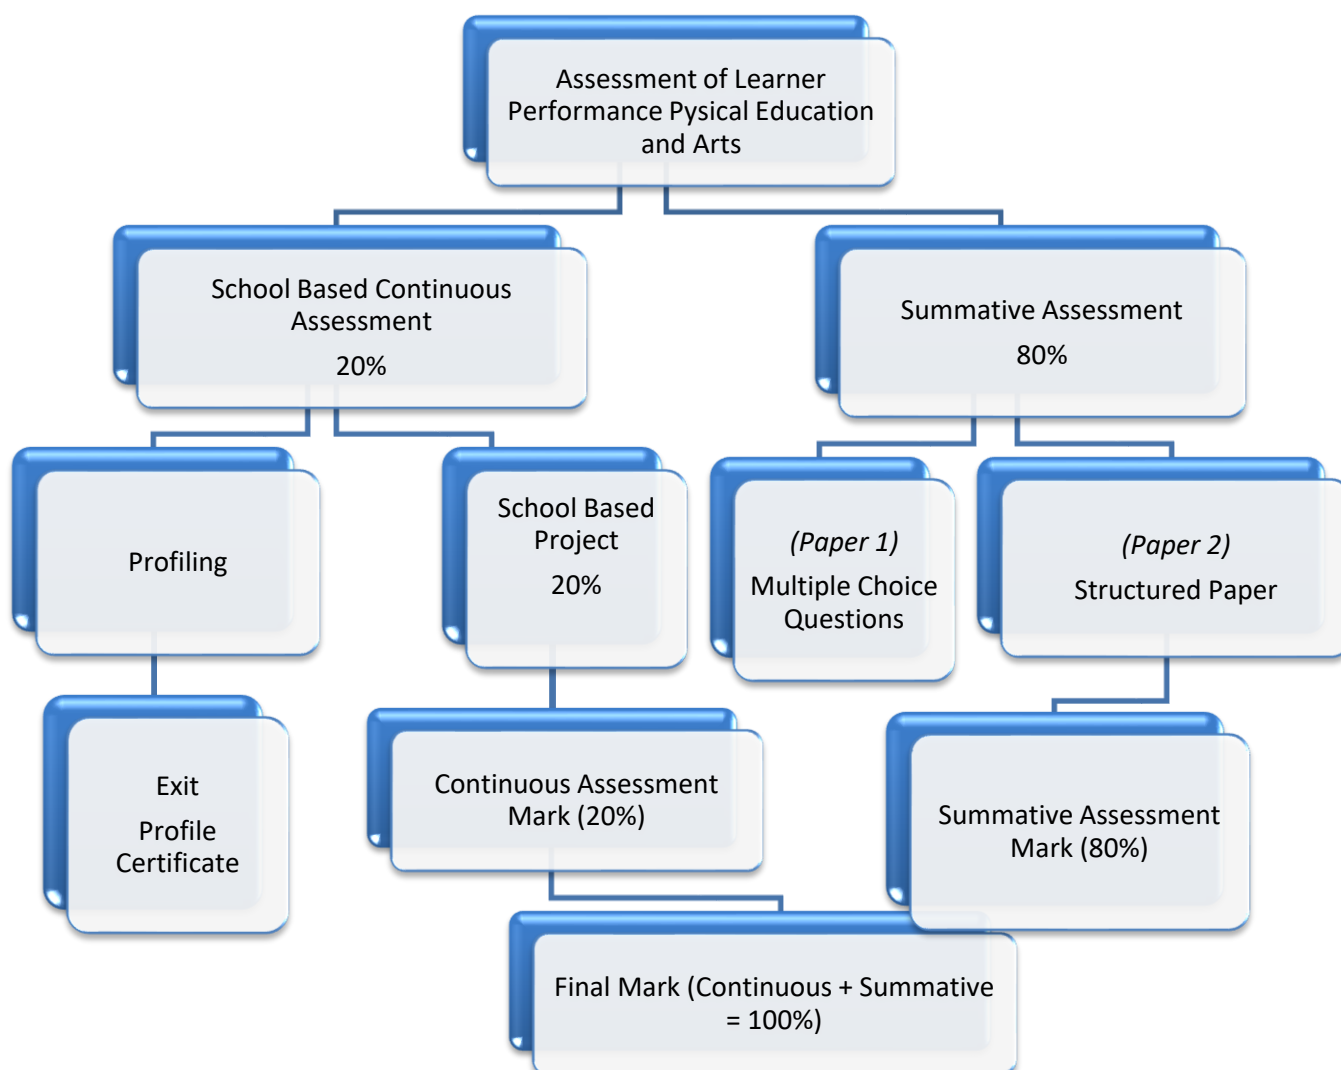 Assessment of Learner
Performance Pysical Education
and Arts
School Based Continuous
Assessment
20%
Summative Assessment
80%
Profiling
School Based
Project
20%
(Paper 1)
Multiple Choice
Questions
(Paper 2)
Structured Paper
Exit
Profile
Certificate
Continuous Assessment
Mark (20%)
Summative Assessment
Mark (80%)
Final Mark (Continuous + Summative
= 100%)